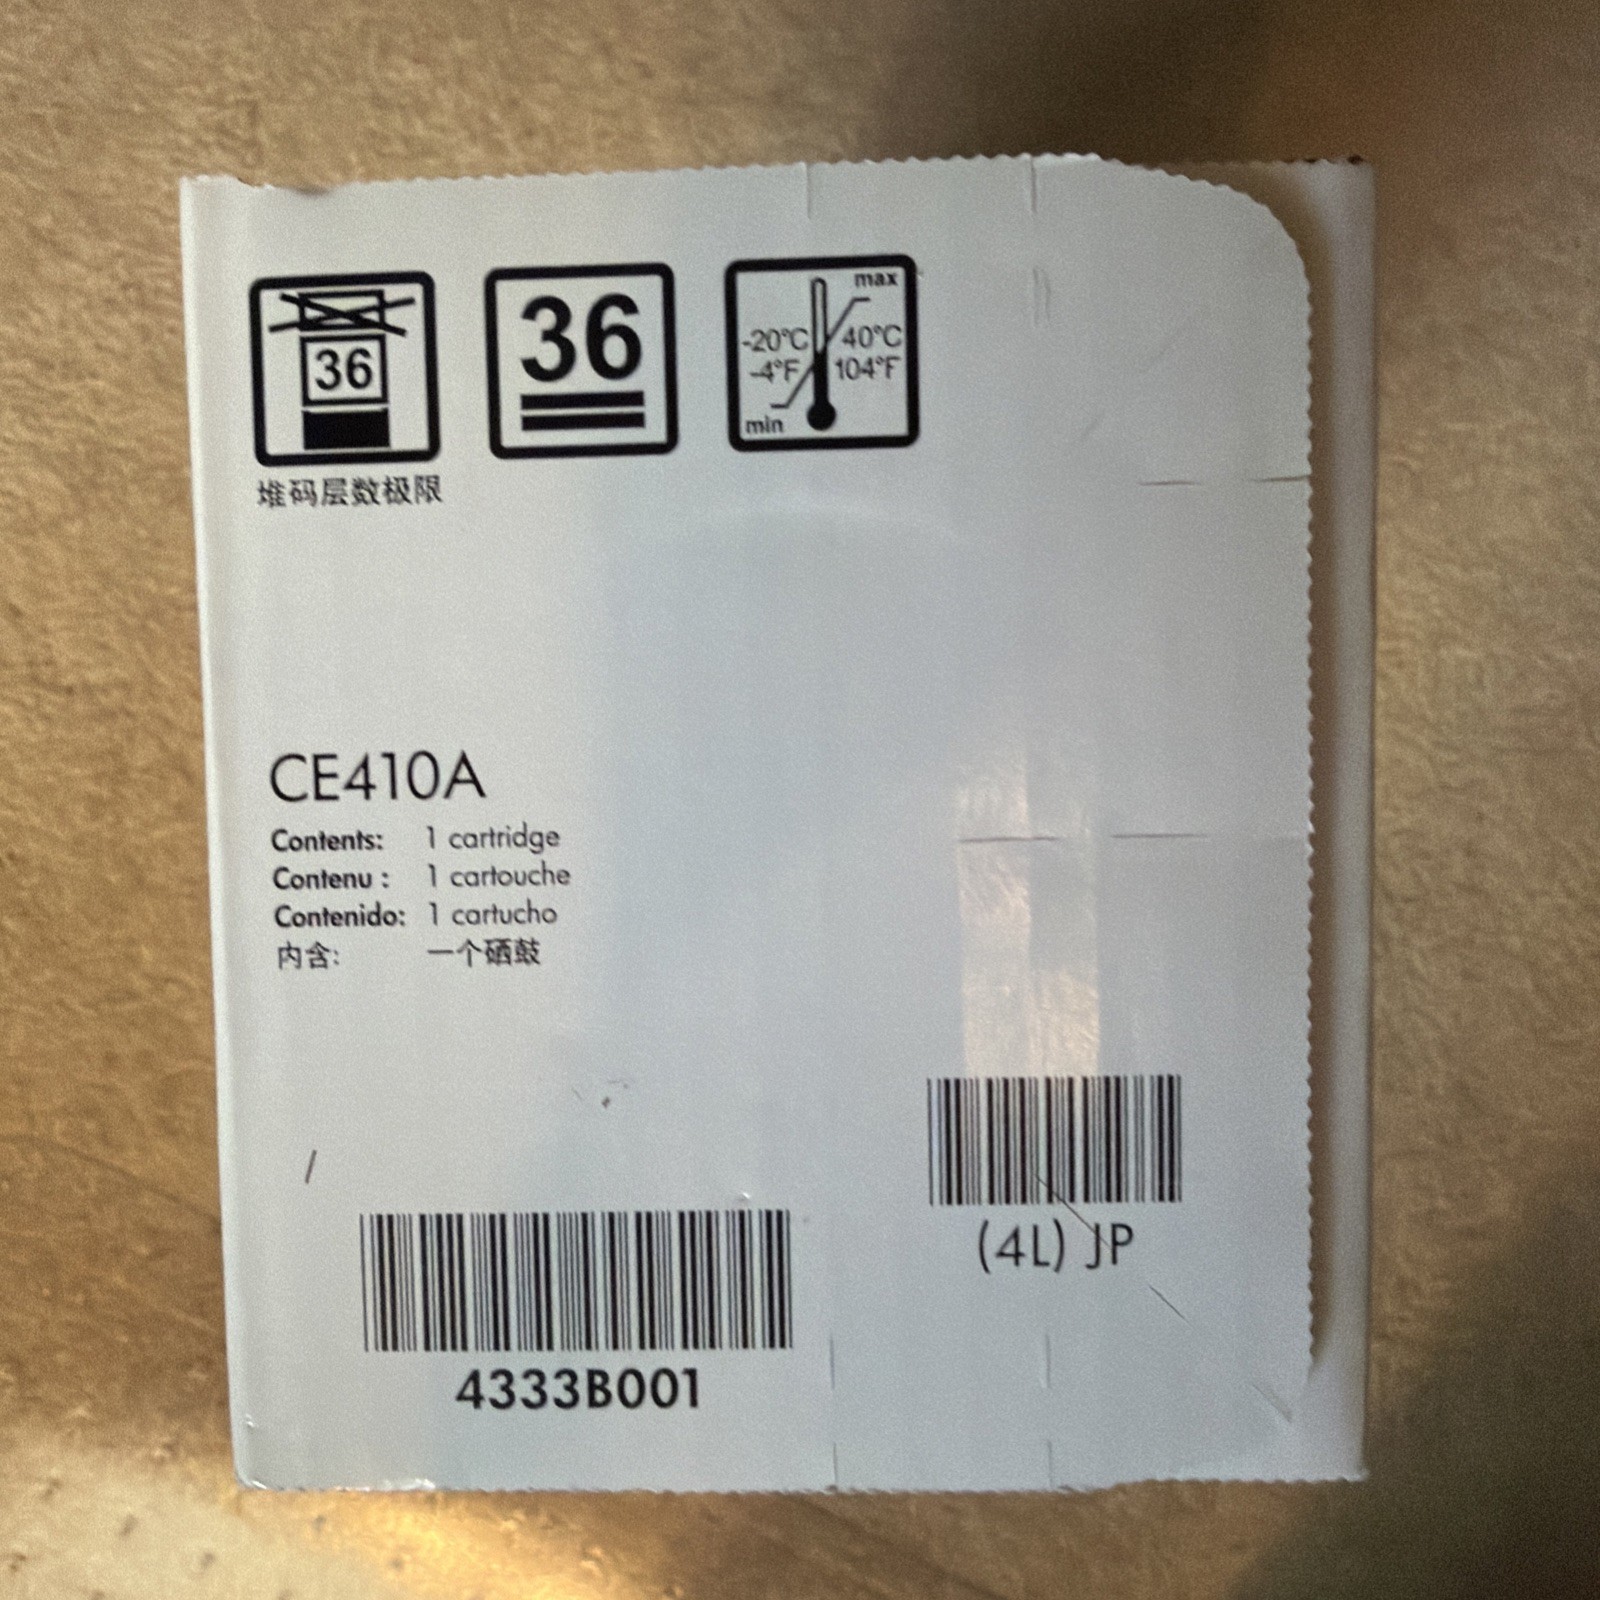 36
36
max
-20°C 40°C
-4°F 104°F
min
堆码层数极限
CE410A
Contents: 1 cartridge
Contenu : 1 cartouche
Contenido: 1 cartucho
内含: 一个硒鼓
(4L) JP
4333B001